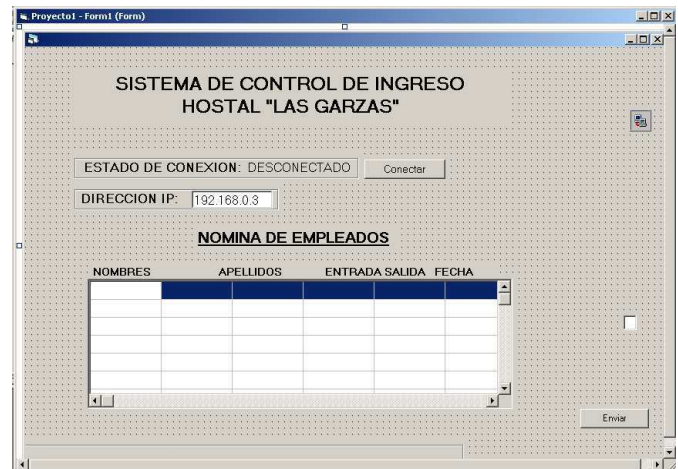 Proyecto1 - Form1 (Form)
SISTEMA DE CONTROL DE INGRESO
HOSTAL "LAS GARZAS"
ESTADO DE CONEXION: DESCONECTADO Conectar
DIRECCION IP: 192.168.0.3
NOMINA DE EMPLEADOS
NOMBRES APELLIDOS ENTRADA SALIDA FECHA
Enviar